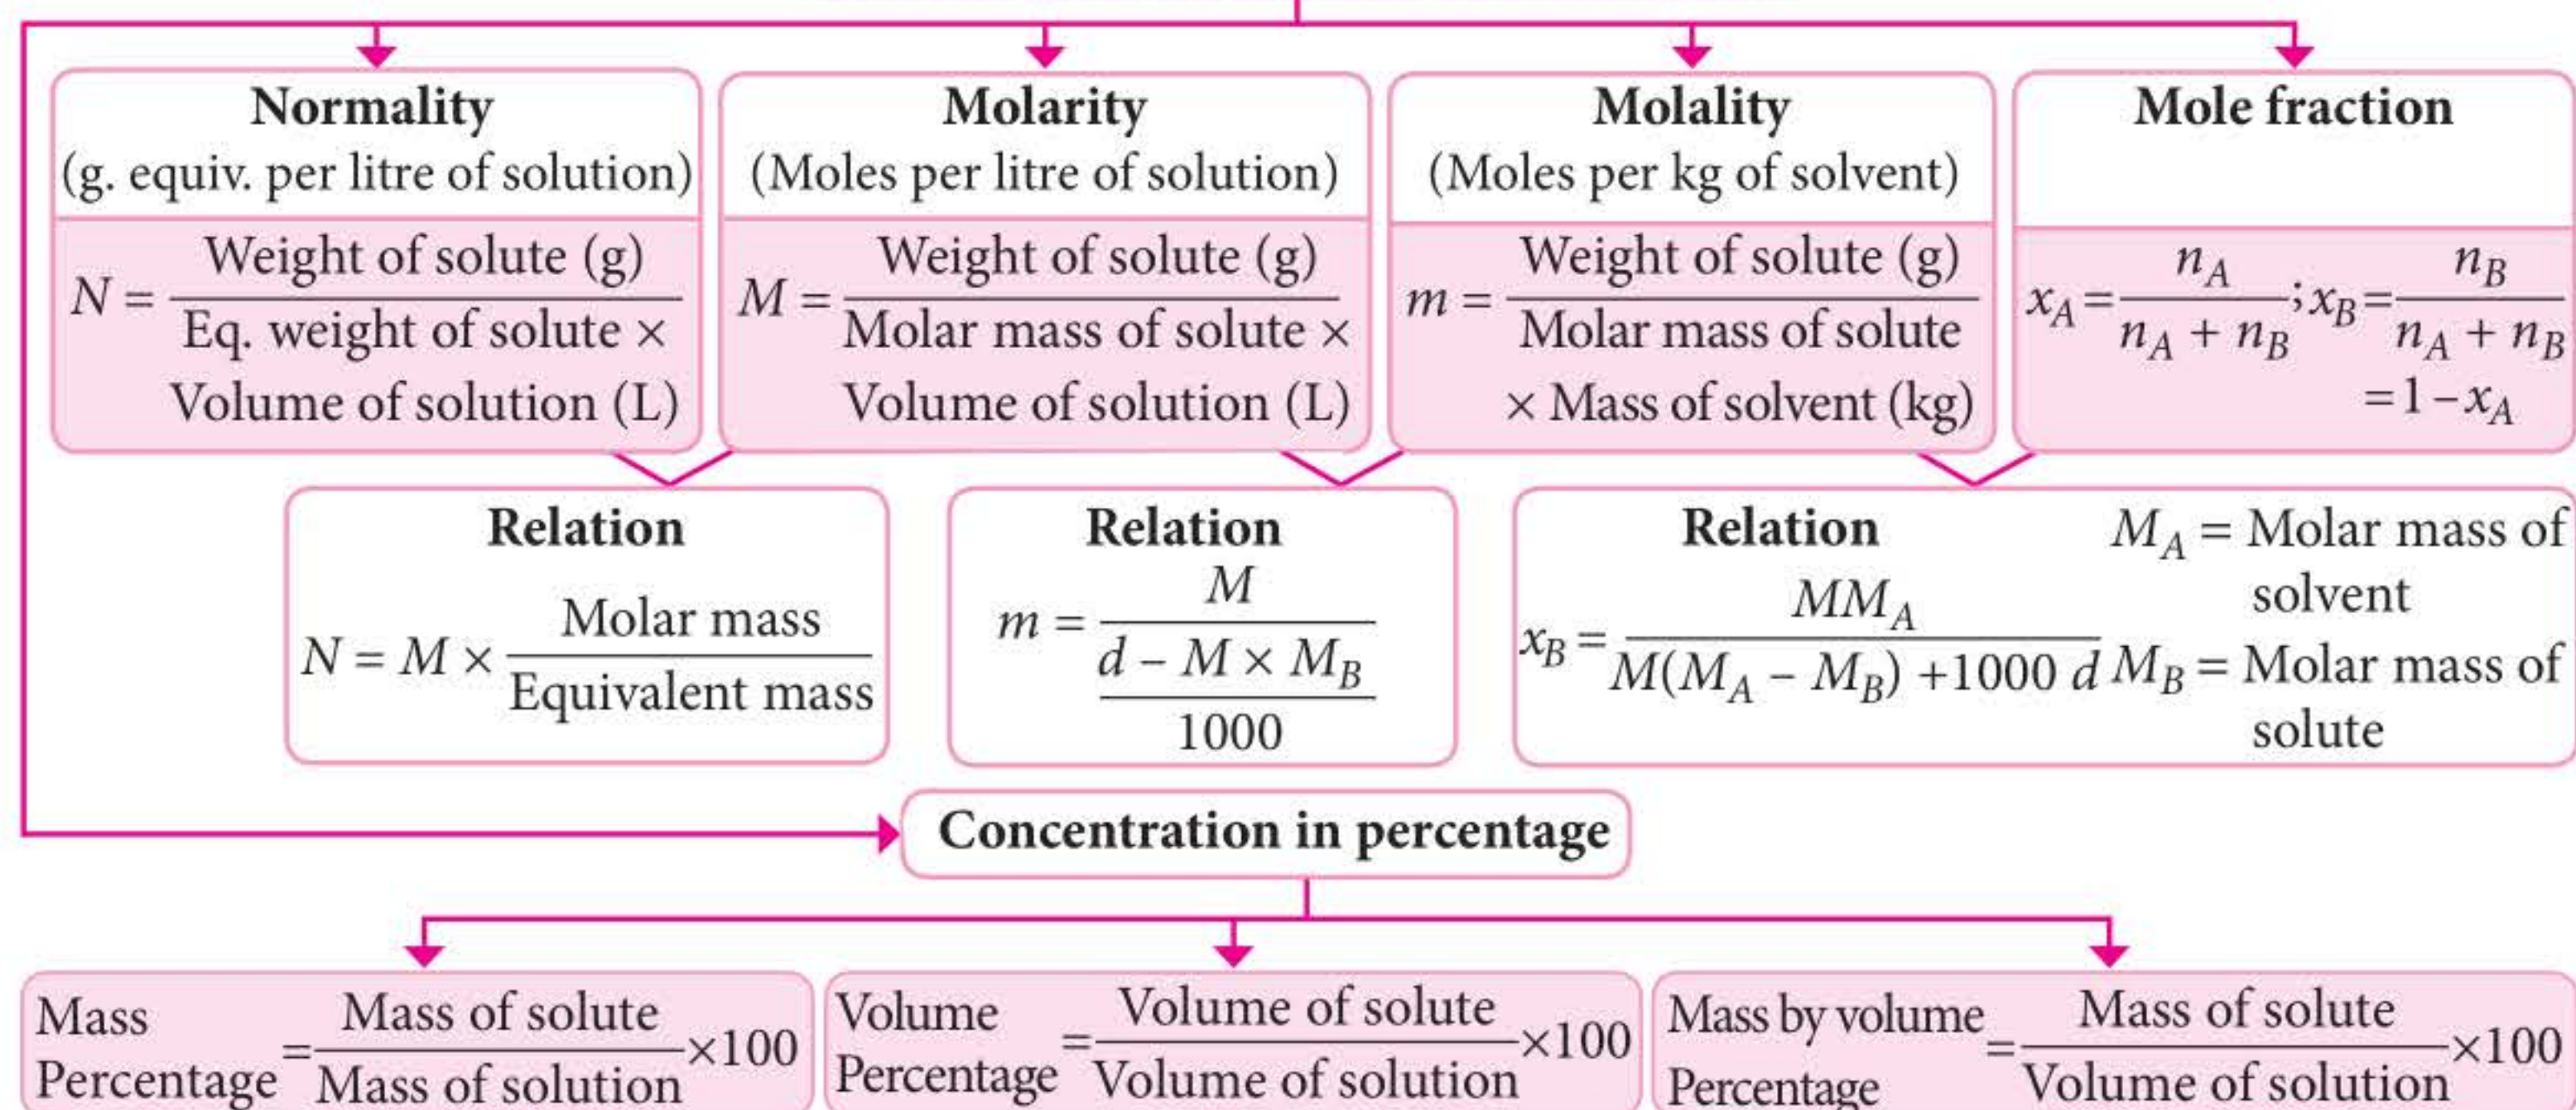 Normality
(g. equiv. per litre of solution)
N = Weight of solute (g)
Eq. weight of solute ×
Volume of solution (L)
Molarity
(Moles per litre of solution)
M = Weight of solute (g)
Molar mass of solute ×
Volume of solution (L)
Molality
(Moles per kg of solvent)
m = Weight of solute (g)
Molar mass of solute
× Mass of solvent (kg)
Mole fraction
x_A = n_A / (n_A + n_B) ; x_B = n_B / (n_A + n_B)
= 1 – x_A
Relation
N = M × Molar mass
Equivalent mass
Relation
m = M
d – M × M_B
1000
Relation
x_B = MM_A
M(M_A – M_B) +1000 d
M_A = Molar mass of
solvent
M_B = Molar mass of
solute
Concentration in percentage
Mass
Percentage = Mass of solute ×100
Mass of solution
Volume
Percentage = Volume of solute ×100
Volume of solution
Mass by volume
Percentage = Mass of solute ×100
Volume of solution